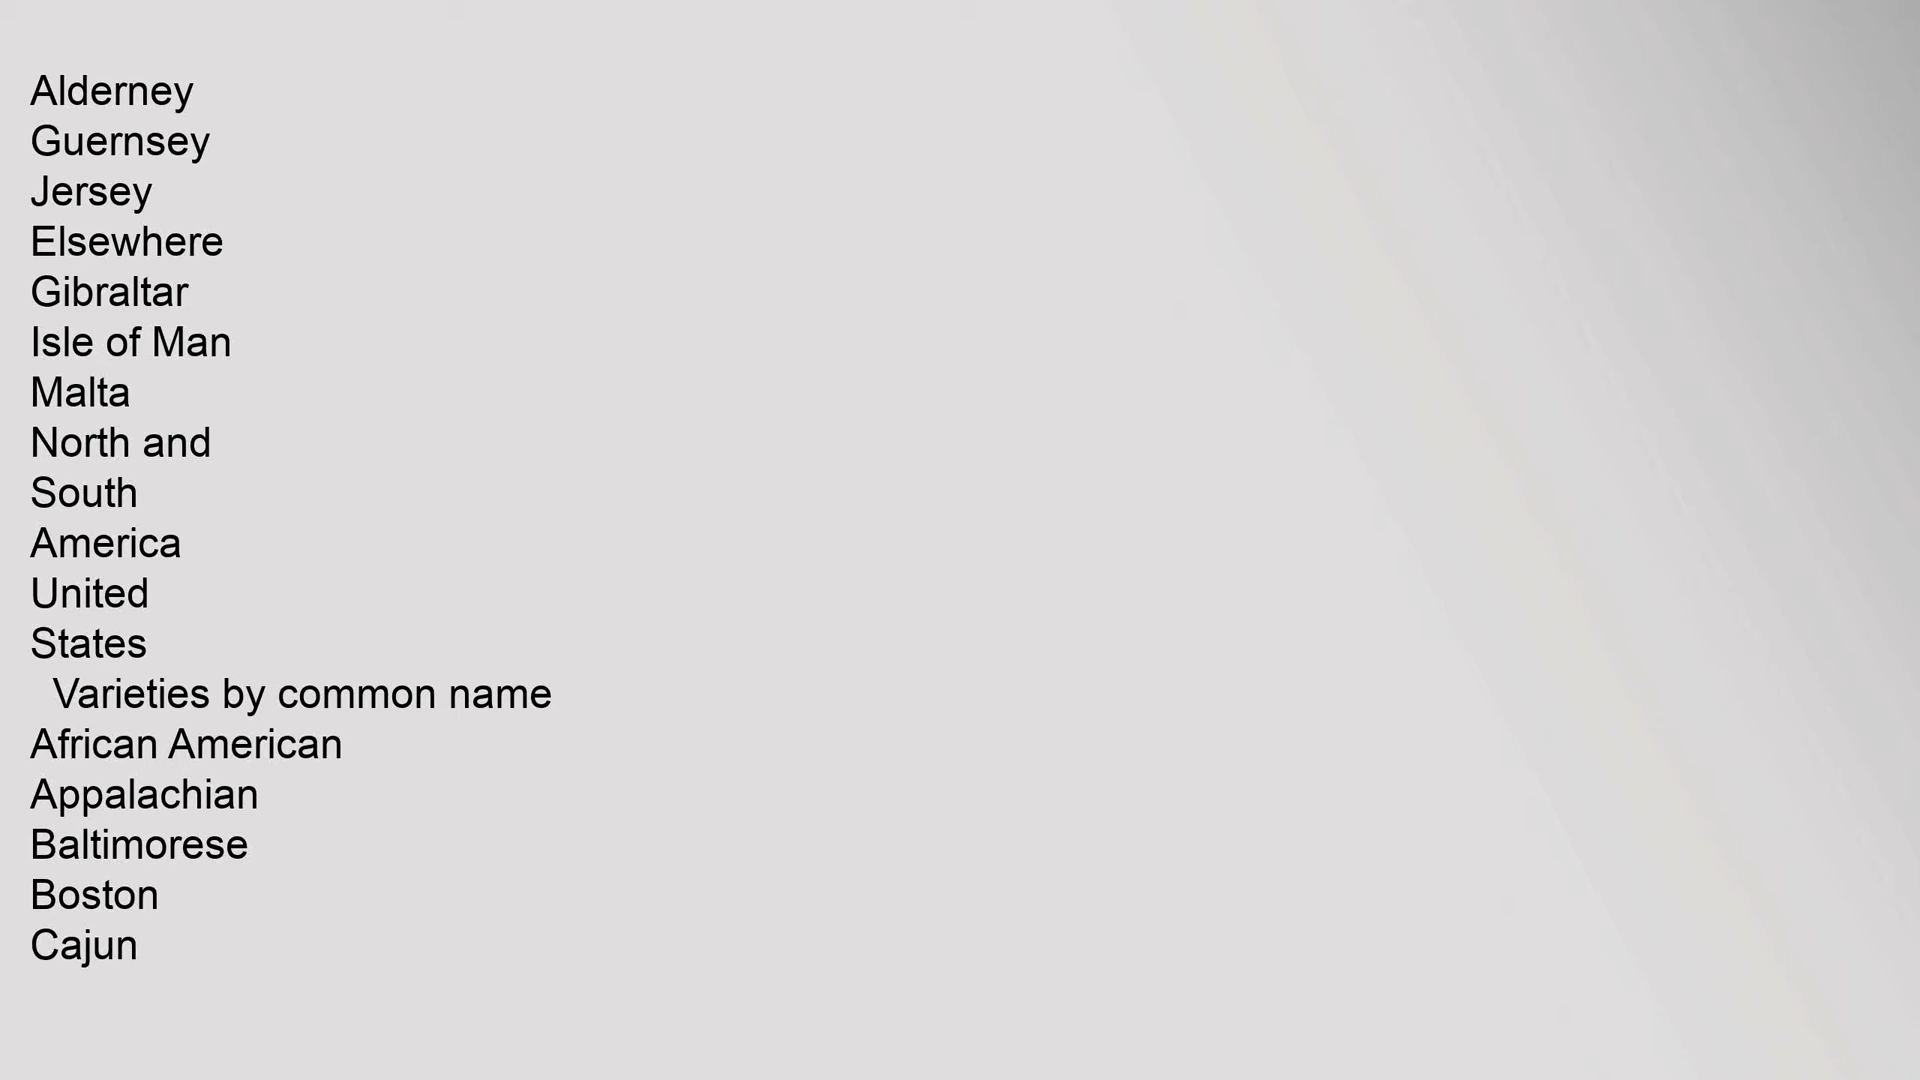 Alderney
Guernsey
Jersey
Elsewhere
Gibraltar
Isle of Man
Malta
North and
South
America
United
States
Varieties by common name
African American
Appalachian
Baltimorese
Boston
Cajun